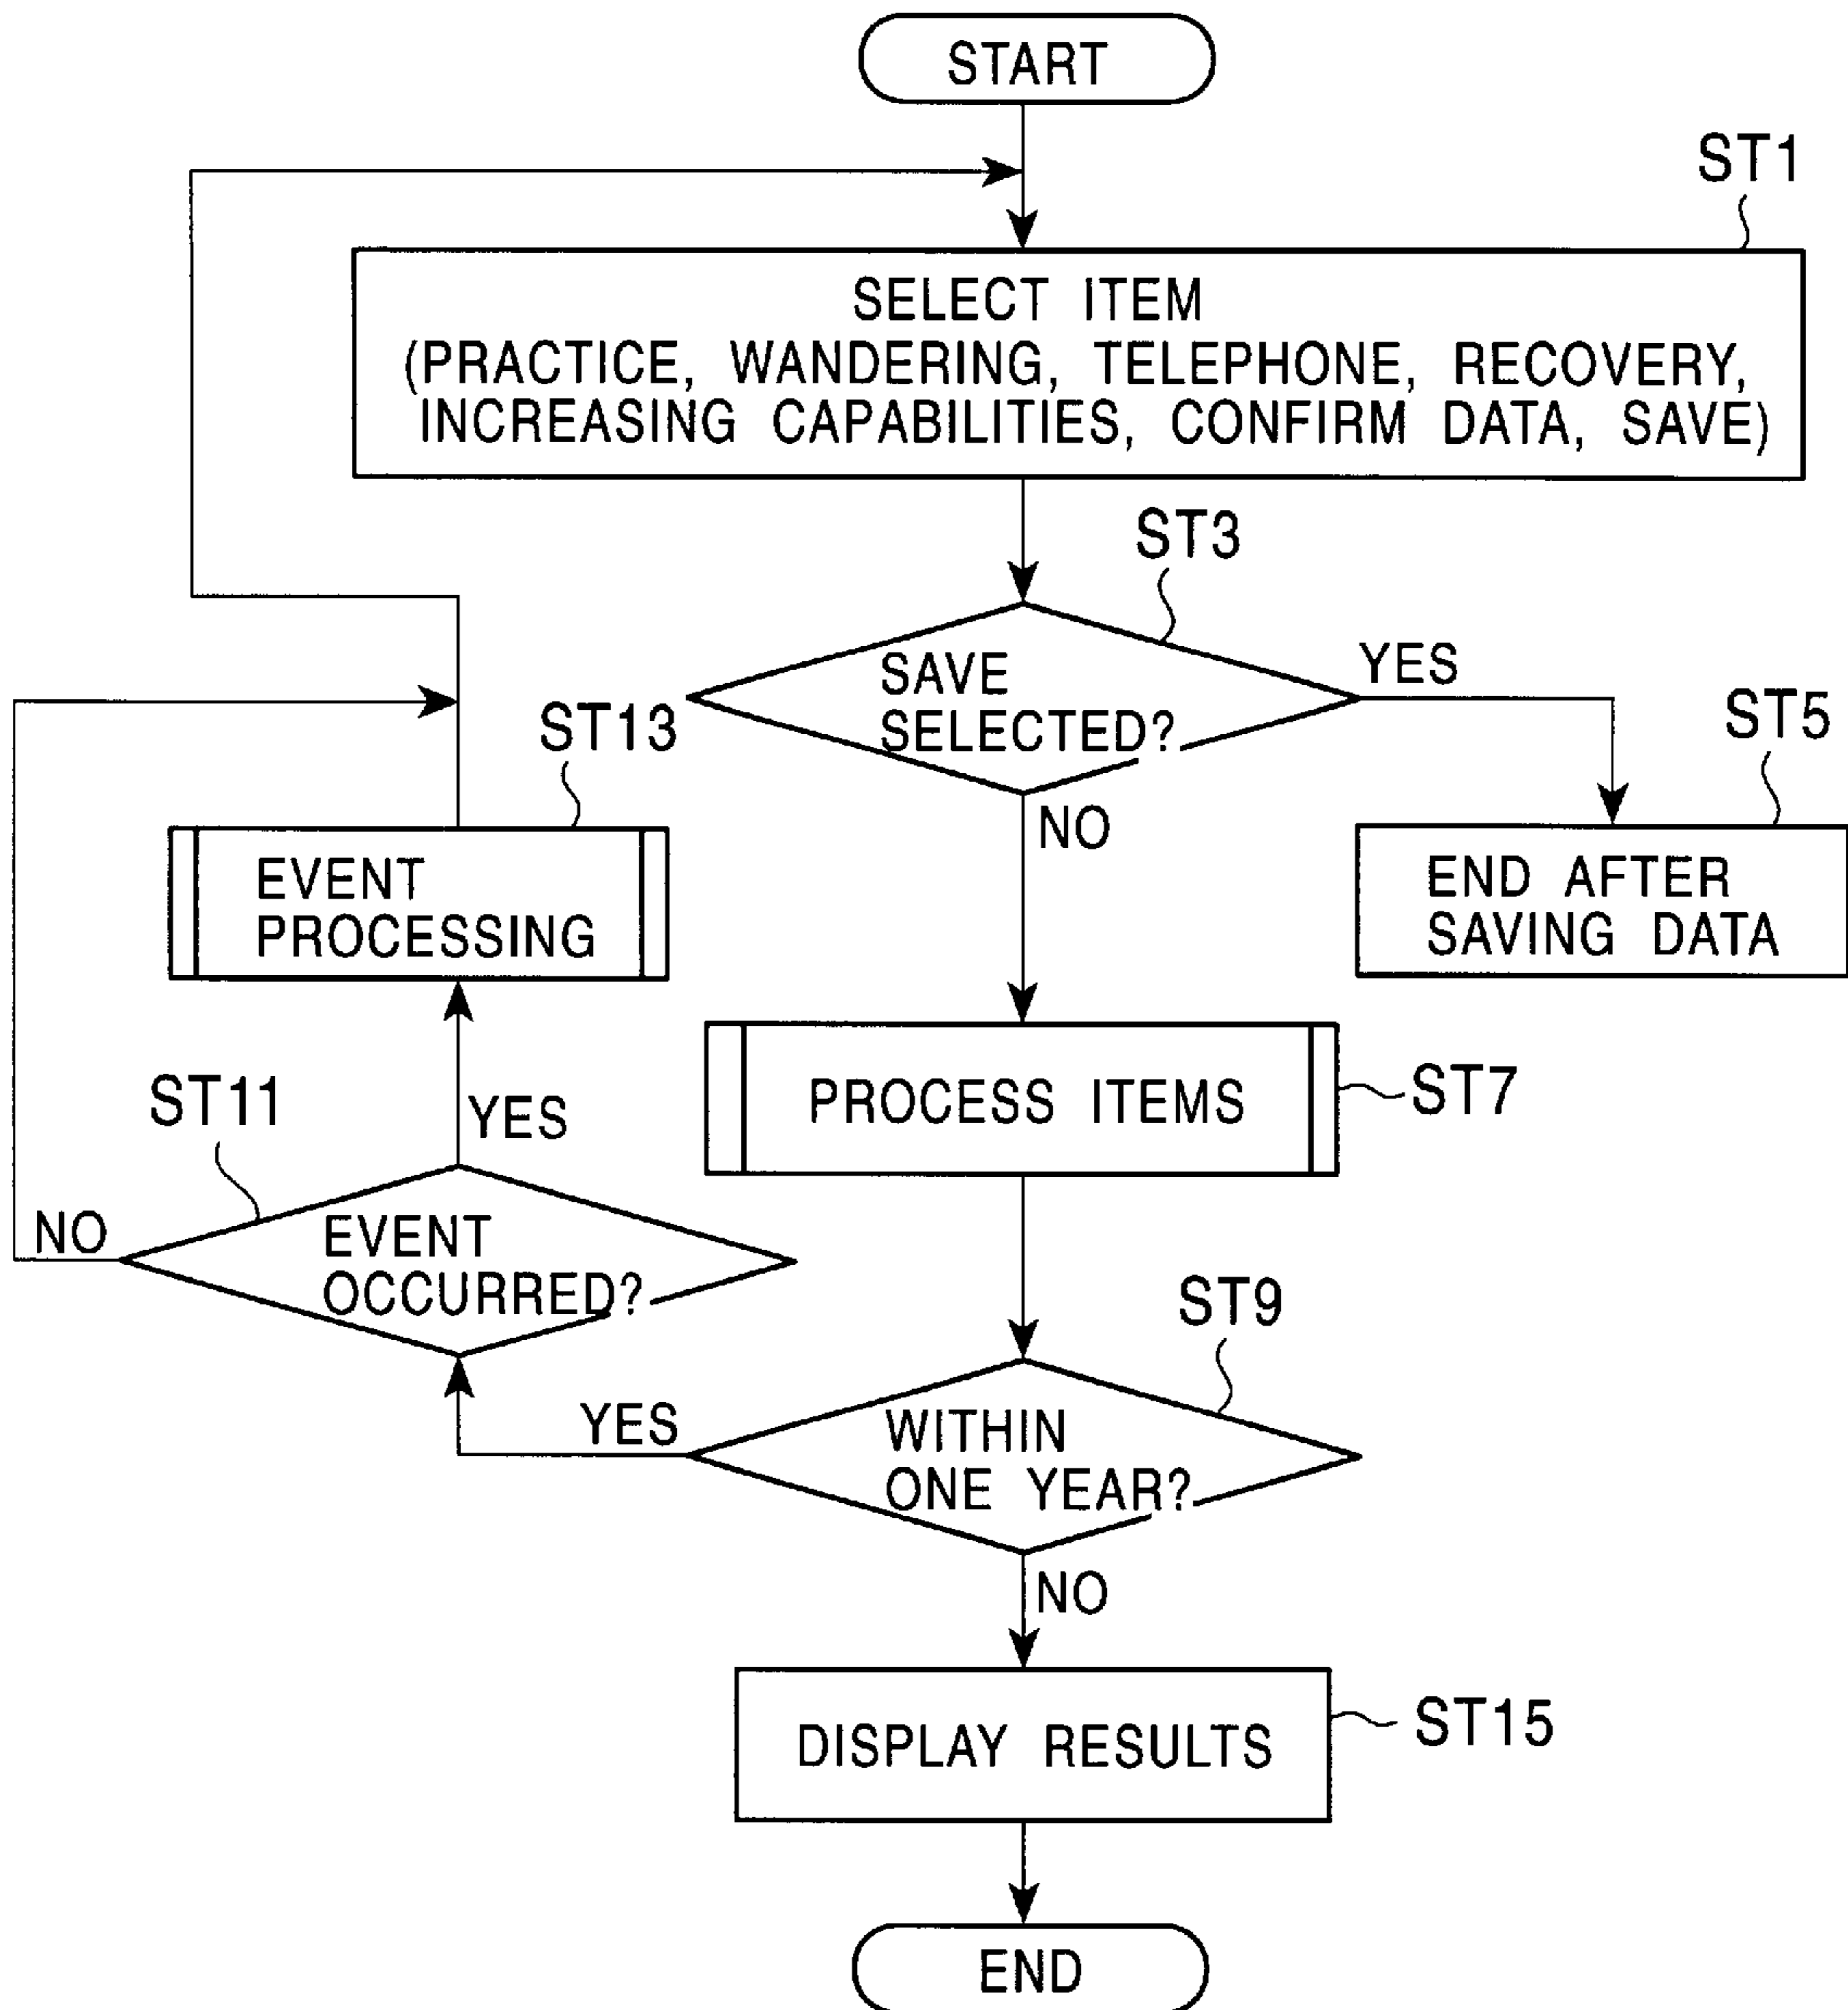 START
ST1
SELECT ITEM
(PRACTICE, WANDERING, TELEPHONE, RECOVERY,
INCREASING CAPABILITIES, CONFIRM DATA, SAVE)
ST3
SAVE
SELECTED?
YES
NO
ST5
END AFTER
SAVING DATA
ST13
EVENT
PROCESSING
PROCESS ITEMS
ST7
ST11
YES
NO
EVENT
OCCURRED?
ST9
YES
WITHIN
ONE YEAR?
NO
DISPLAY RESULTS
ST15
END